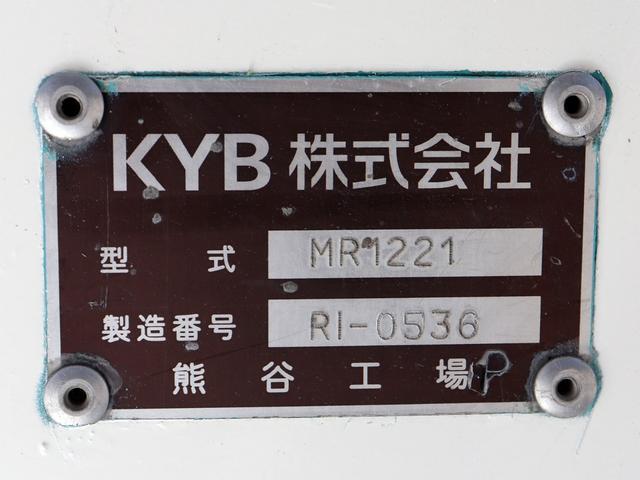 KYB 株式会社
型 式 MR1221
製造番号 RI-0536
熊谷工場 P